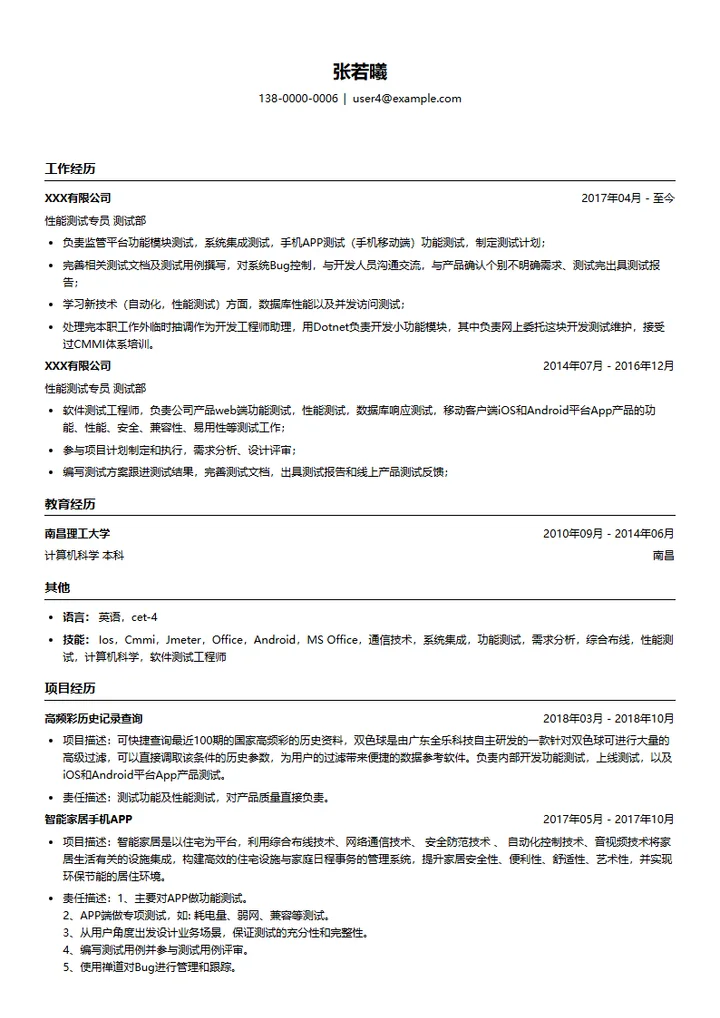 张若曦
138-0000-0006 | user4@example.com
工作经历
XXX有限公司 2017年04月 - 至今
性能测试专员 测试部
• 负责监管平台功能模块测试，系统集成测试，手机APP测试（手机移动端）功能测试，制定测试计划；
• 完善相关测试文档及测试用例撰写，对系统Bug控制，与开发人员沟通交流，与产品确认个别不明确需求、测试完出具测试报
告；
• 学习新技术（自动化，性能测试）方面，数据库性能以及并发访问测试；
• 处理完本职工作外临时抽调作为开发工程师助理，用Dotnet负责开发小功能模块，其中负责网上委托这块开发测试维护，接受
过CMMI体系培训。
XXX有限公司 2014年07月 - 2016年12月
性能测试专员 测试部
• 软件测试工程师，负责公司产品web端功能测试，性能测试，数据库响应测试，移动客户端iOS和Android平台App产品的功
能、性能、安全、兼容性、易用性等测试工作；
• 参与项目计划制定和执行，需求分析、设计评审；
• 编写测试方案跟进测试结果，完善测试文档，出具测试报告和线上产品测试反馈；
教育经历
南昌理工大学 2010年09月 - 2014年06月
计算机科学 本科 南昌
其他
• 语言： 英语，cet-4
• 技能： Ios，Cmmi，Jmeter，Office，Android，MS Office，通信技术，系统集成，功能测试，需求分析，综合布线，性能测
试，计算机科学，软件测试工程师
项目经历
高频彩历史记录查询 2018年03月 - 2018年10月
• 项目描述：可快捷查询最近100期的国家高频彩的历史资料，双色球是由广东全乐科技自主研发的一款针对双色球可进行大量的
高级过滤，可以直接调取该条件的历史参数，为用户的过滤带来便捷的数据参考软件。负责内部开发功能测试，上线测试，以及
iOS和Android平台App产品测试。
• 责任描述：测试功能及性能测试，对产品质量直接负责。
智能家居手机APP 2017年05月 - 2017年10月
• 项目描述：智能家居是以住宅为平台，利用综合布线技术、网络通信技术、 安全防范技术 、 自动化控制技术、音视频技术将家
居生活有关的设施集成，构建高效的住宅设施与家庭日程事务的管理系统，提升家居安全性、便利性、舒适性、艺术性，并实现
环保节能的居住环境。
• 责任描述：1、主要对APP做功能测试。
2、APP端做专项测试，如: 耗电量、弱网、兼容等测试。
3、从用户角度出发设计业务场景，保证测试的充分性和完整性。
4、编写测试用例并参与测试用例评审。
5、使用禅道对Bug进行管理和跟踪。